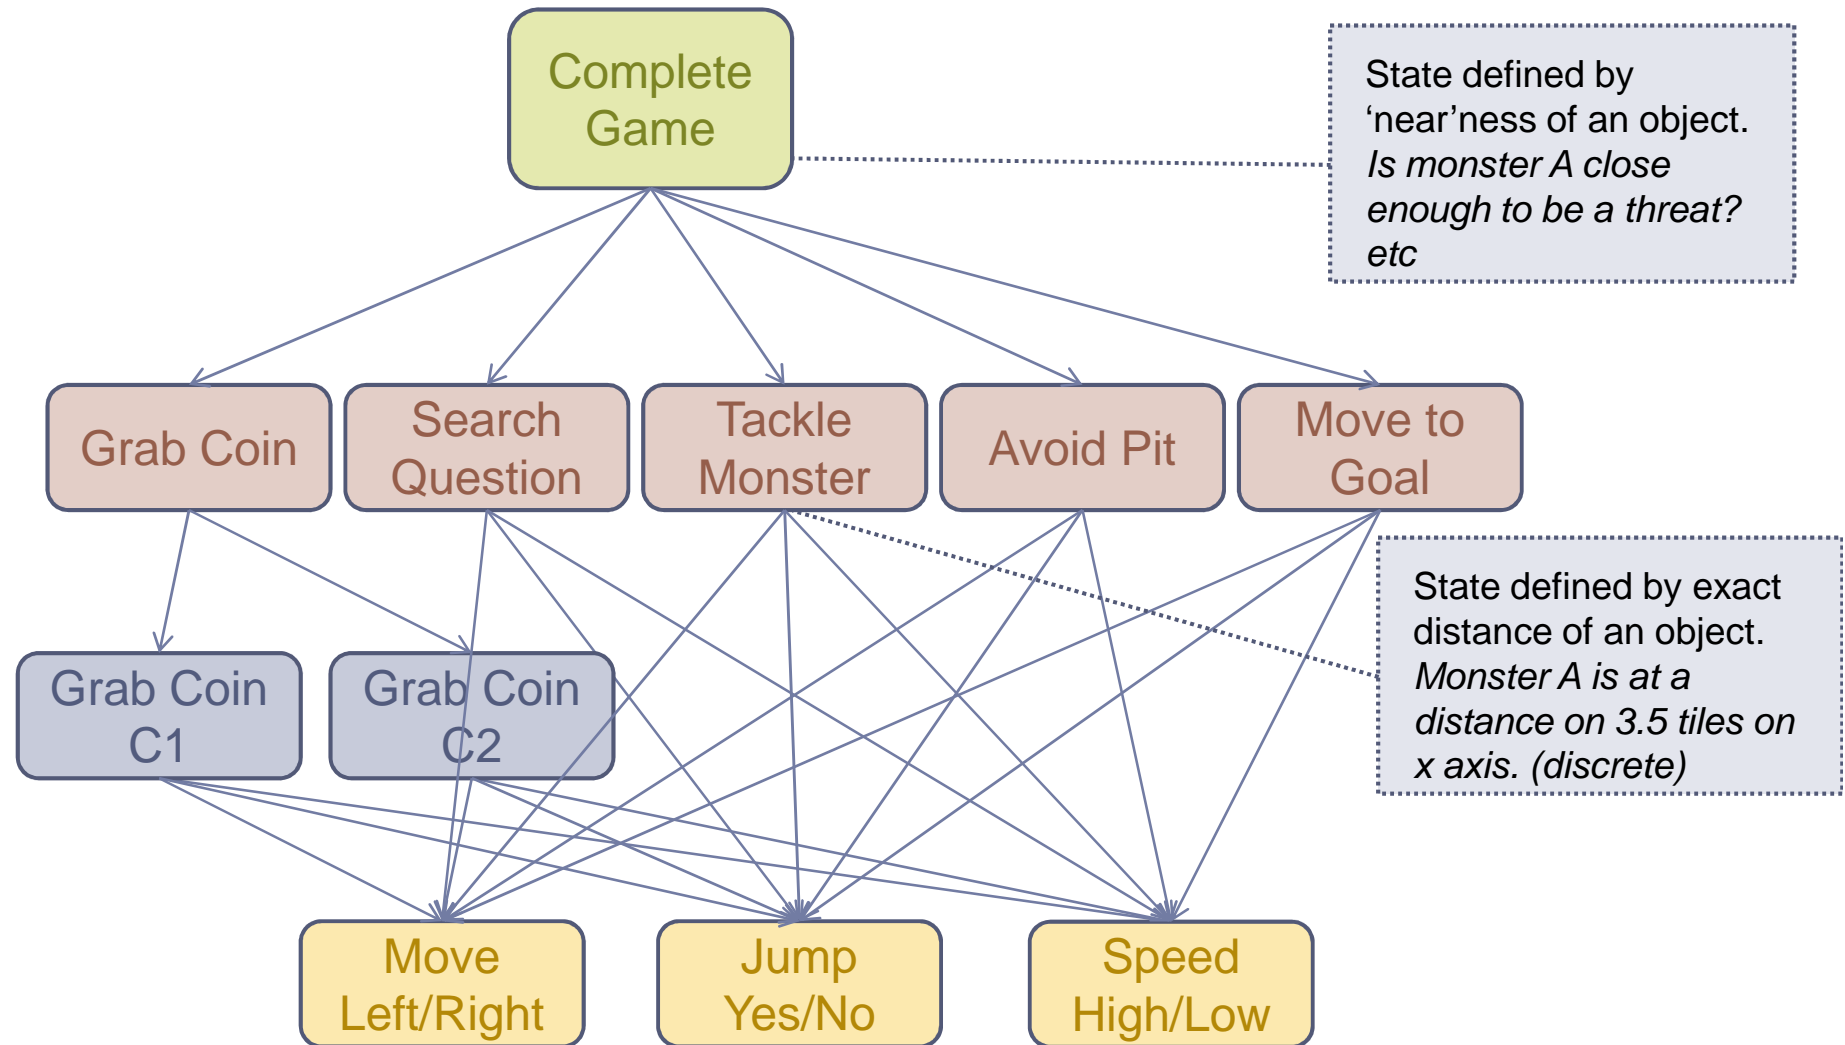 Complete
Game
State defined by
‘near’ness of an object.
Is monster A close
enough to be a threat?
etc
Grab Coin
Search
Question
Tackle
Monster
Avoid Pit
Move to
Goal
State defined by exact
distance of an object.
Monster A is at a
distance on 3.5 tiles on
x axis. (discrete)
Grab Coin
C1
Grab Coin
C2
Move
Left/Right
Jump
Yes/No
Speed
High/Low